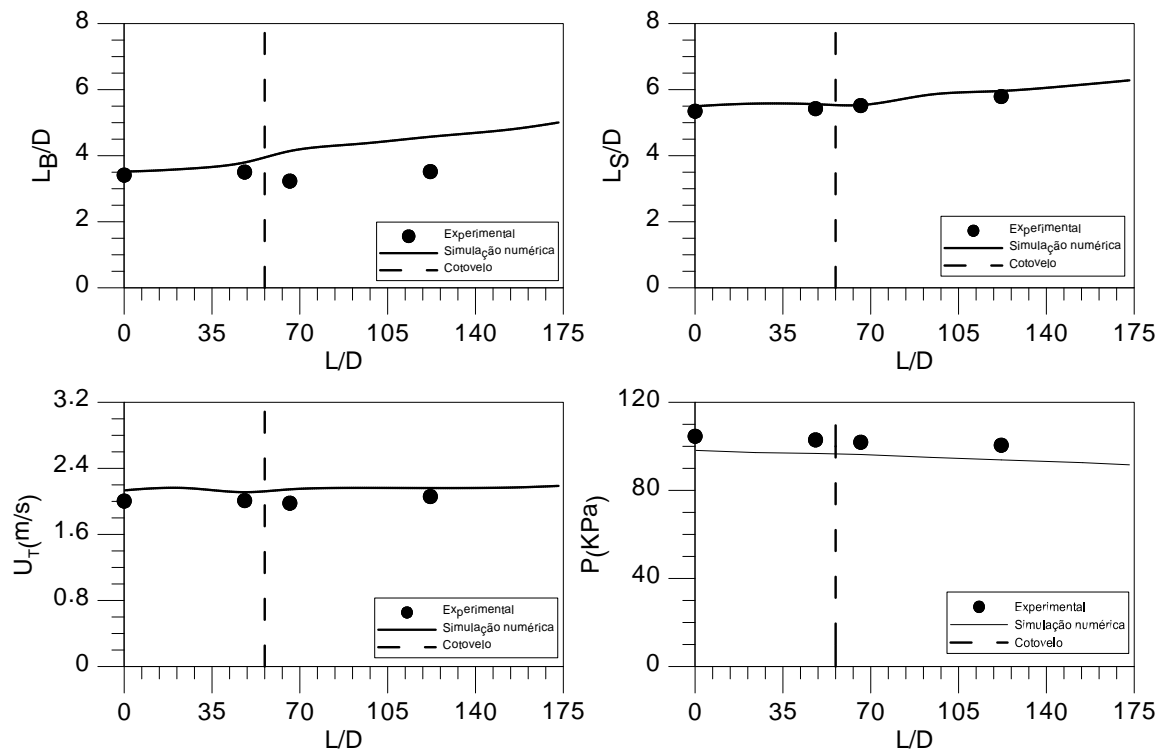 8
6
4
2
0
L_B/D
Experimental
Simulação numérica
Cotovelo
0 35 70 105 140 175
L/D
8
6
4
2
0
L_S/D
Experimental
Simulação numérica
Cotovelo
0 35 70 105 140 175
L/D
3.2
2.4
1.6
0.8
0
U_T(m/s)
Experimental
Simulação numérica
Cotovelo
0 35 70 105 140 175
L/D
120
80
40
0
P(KPa)
Experimental
Simulação numérica
Cotovelo
0 35 70 105 140 175
L/D